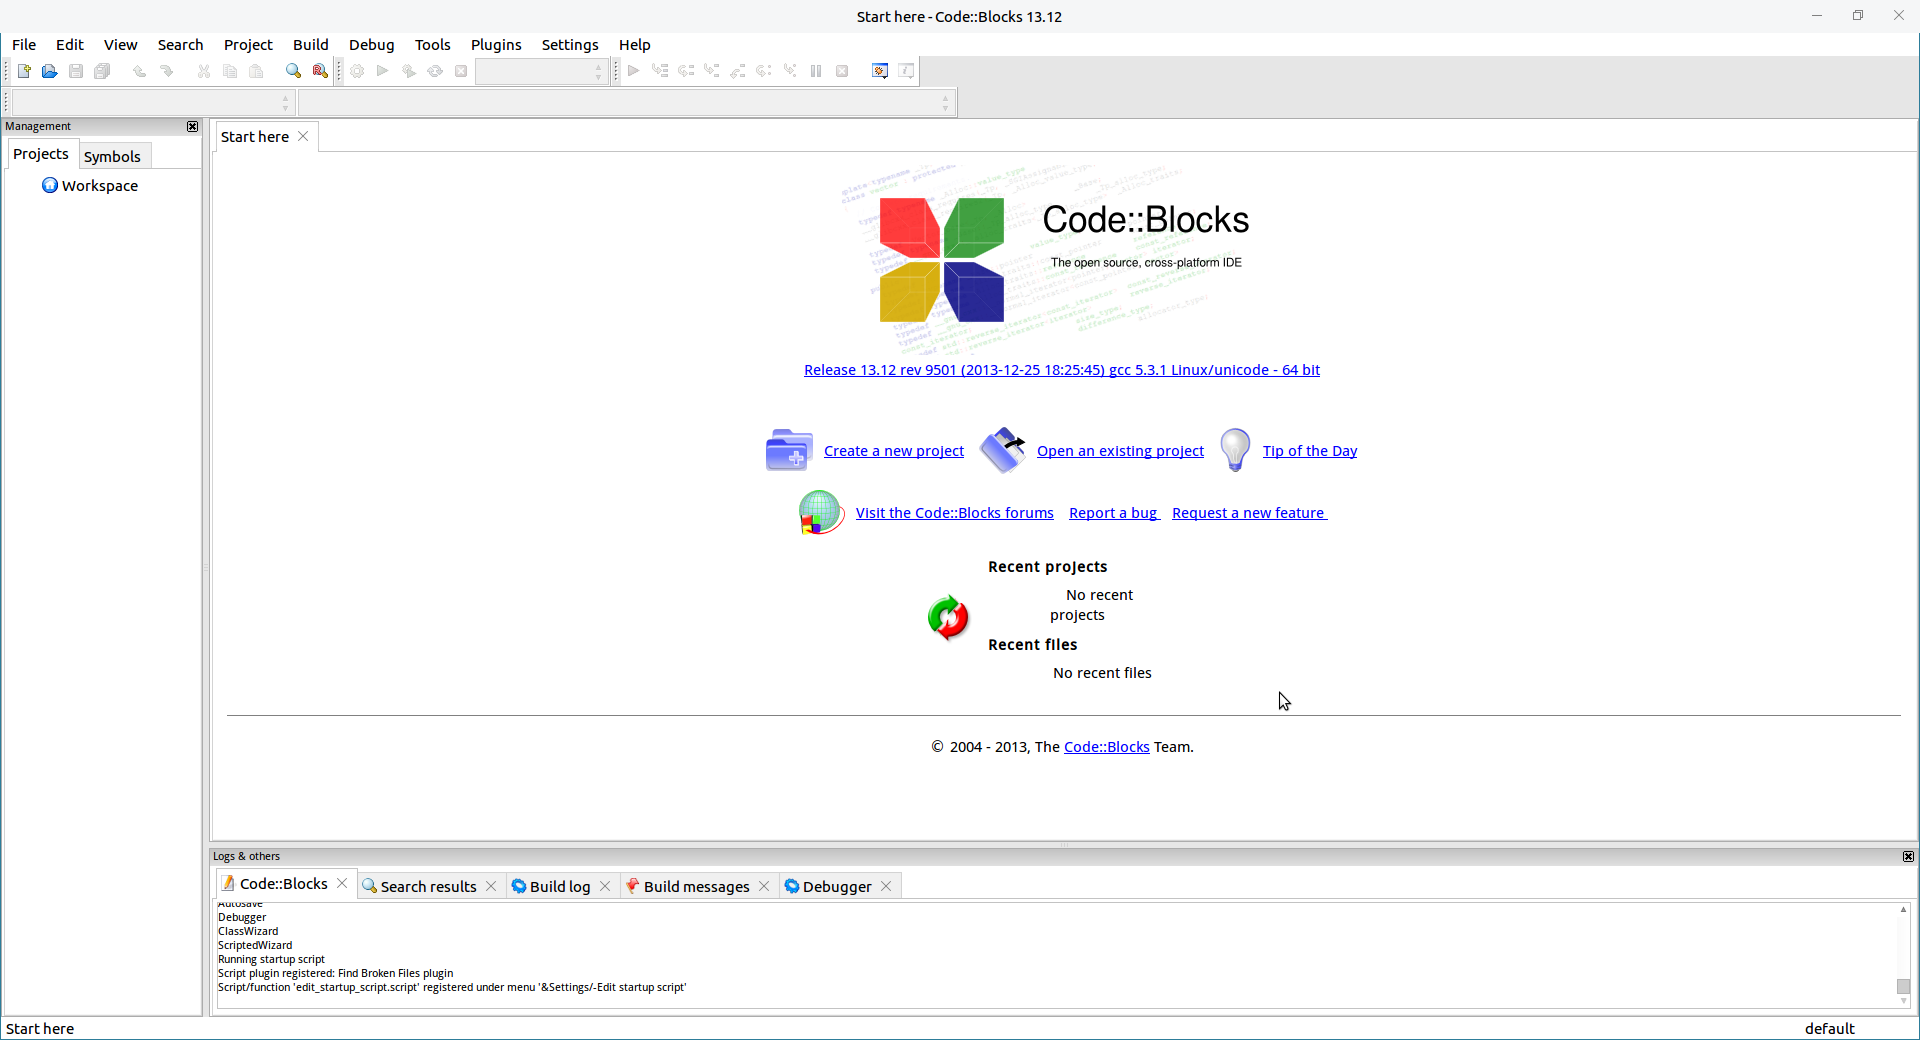 Start here - Code::Blocks 13.12
File Edit View Search Project Build Debug Tools Plugins Settings Help
Management
Projects Symbols
Workspace
Start here
Code::Blocks
The open source, cross-platform IDE
Release 13.12 rev 9501 (2013-12-25 18:25:45) gcc 5.3.1 Linux/unicode - 64 bit
Create a new project Open an existing project Tip of the Day
Visit the Code::Blocks forums Report a bug Request a new feature
Recent projects
No recent
projects
Recent files
No recent files
© 2004 - 2013, The Code::Blocks Team.
Logs & others
Code::Blocks Search results Build log Build messages Debugger
Autosave
Debugger
ClassWizard
ScriptedWizard
Running startup script
Script plugin registered: Find Broken Files plugin
Script/function 'edit_startup_script.script' registered under menu '&Settings/-Edit startup script'
Start here default